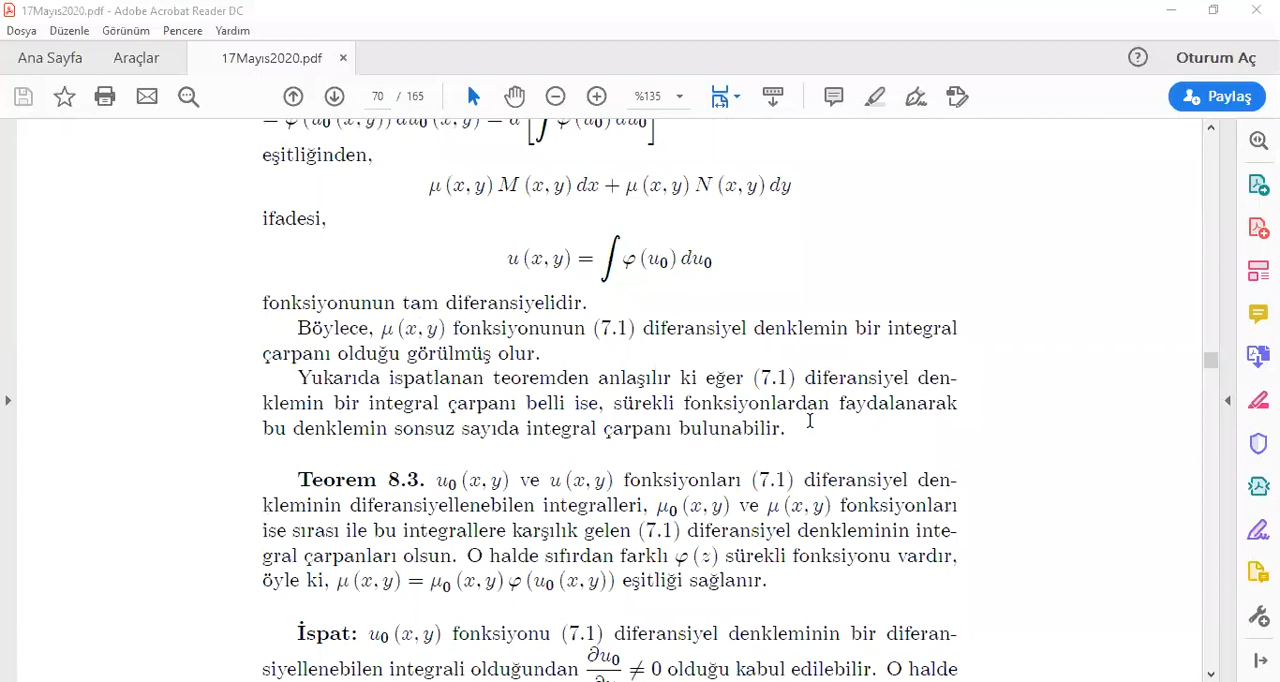 17Mayıs2020.pdf - Adobe Acrobat Reader DC
Dosya Düzenle Görünüm Pencere Yardım
Ana Sayfa Araçlar 17Mayıs2020.pdf × Oturum Aç
70 / 165 %135 Paylaş
= φ (u₀ (x, y)) du₀ (x, y) = d [∫ φ (u₀) du₀]
eşitliğinden,
μ (x, y) M (x, y) dx + μ (x, y) N (x, y) dy
ifadesi,
u (x, y) = ∫ φ (u₀) du₀
fonksiyonunun tam diferansiyelidir.
Böylece, μ (x, y) fonksiyonunun (7.1) diferansiyel denklemin bir integral
çarpanı olduğu görülmüş olur.
Yukarıda ispatlanan teoremden anlaşılır ki eğer (7.1) diferansiyel den-
klemin bir integral çarpanı belli ise, sürekli fonksiyonlardan faydalanarak
bu denklemin sonsuz sayıda integral çarpanı bulunabilir.
Teorem 8.3. u₀ (x, y) ve u (x, y) fonksiyonları (7.1) diferansiyel den-
kleminin diferansiyellenebilen integralleri, μ₀ (x, y) ve μ (x, y) fonksiyonları
ise sırası ile bu integrallere karşılık gelen (7.1) diferansiyel denkleminin inte-
gral çarpanları olsun. O halde sıfırdan farklı φ (z) sürekli fonksiyonu vardır,
öyle ki, μ (x, y) = μ₀ (x, y) φ (u₀ (x, y)) eşitliği sağlanır.
İspat: u₀ (x, y) fonksiyonu (7.1) diferansiyel denkleminin bir diferan-
siyellenebilen integrali olduğundan ∂u₀/∂y ≠ 0 olduğu kabul edilebilir. O halde